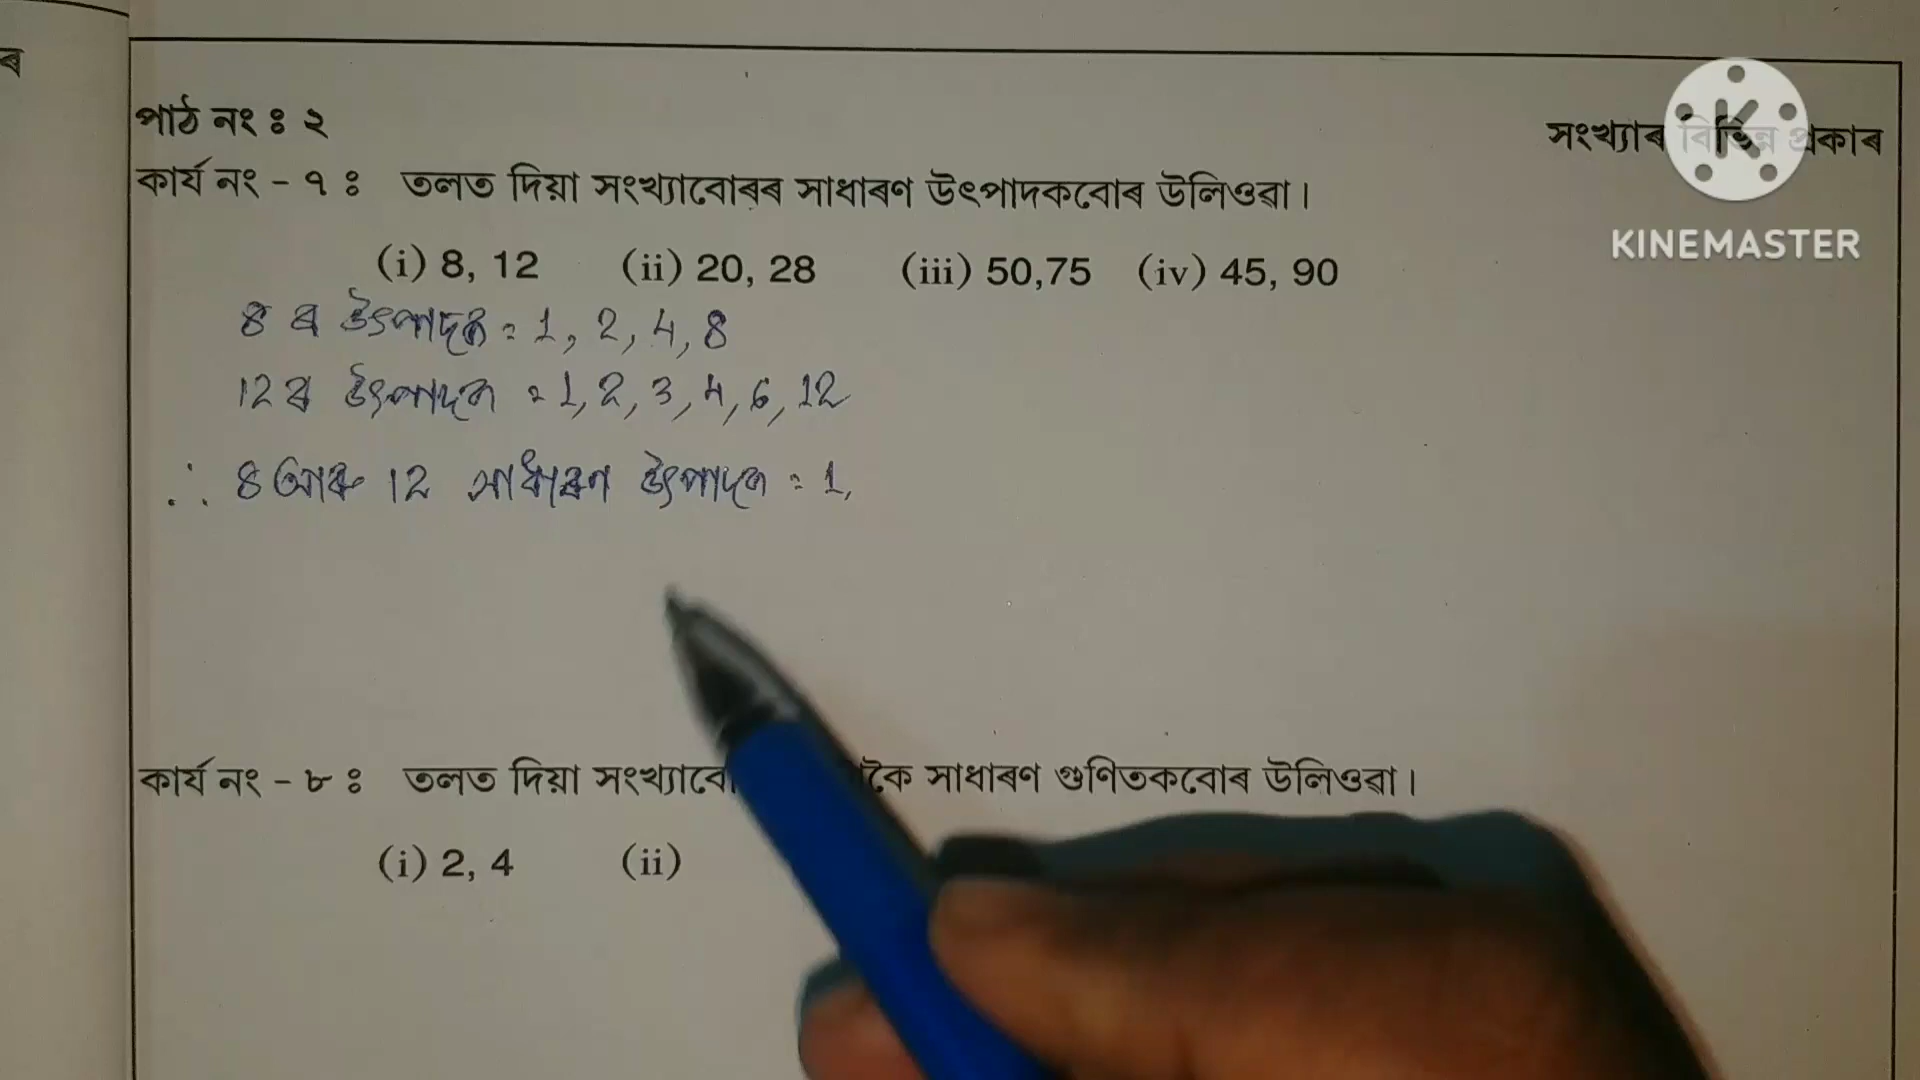 ৰ
পাঠ নং ঃ ২
সংখ্যাৰ বিভিন্ন প্ৰকাৰ
KINEMASTER
কাৰ্য নং - ৭ ঃ তলত দিয়া সংখ্যাবোৰৰ সাধাৰণ উৎপাদকবোৰ উলিওৱা।
(i) 8, 12 (ii) 20, 28 (iii) 50,75 (iv) 45, 90
8 ৰ উৎপাদক = 1, 2, 4, 8
12 ৰ উৎপাদক = 1, 2, 3, 4, 6, 12
∴ 8 আৰু 12 সাধাৰণ উৎপাদক = 1,
কাৰ্য নং - ৮ ঃ তলত দিয়া সাধাৰণ গুণিতকবোৰ উলিওৱা।
(i) 2, 4 (ii)